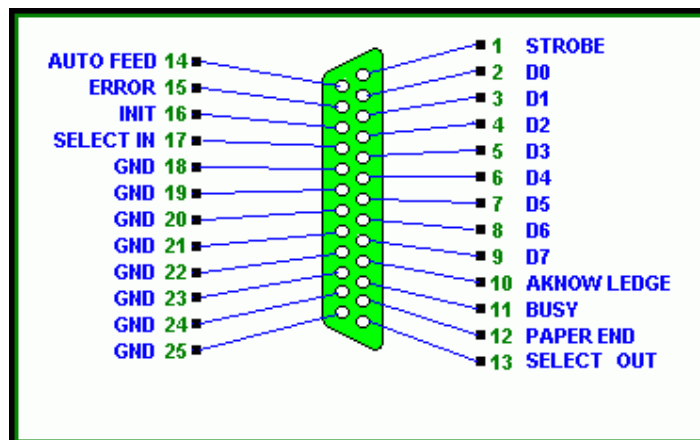 AUTO FEED 14
ERROR 15
INIT 16
SELECT IN 17
GND 18
GND 19
GND 20
GND 21
GND 22
GND 23
GND 24
GND 25
1 STROBE
2 D0
3 D1
4 D2
5 D3
6 D4
7 D5
8 D6
9 D7
10 AKNOW LEDGE
11 BUSY
12 PAPER END
13 SELECT OUT